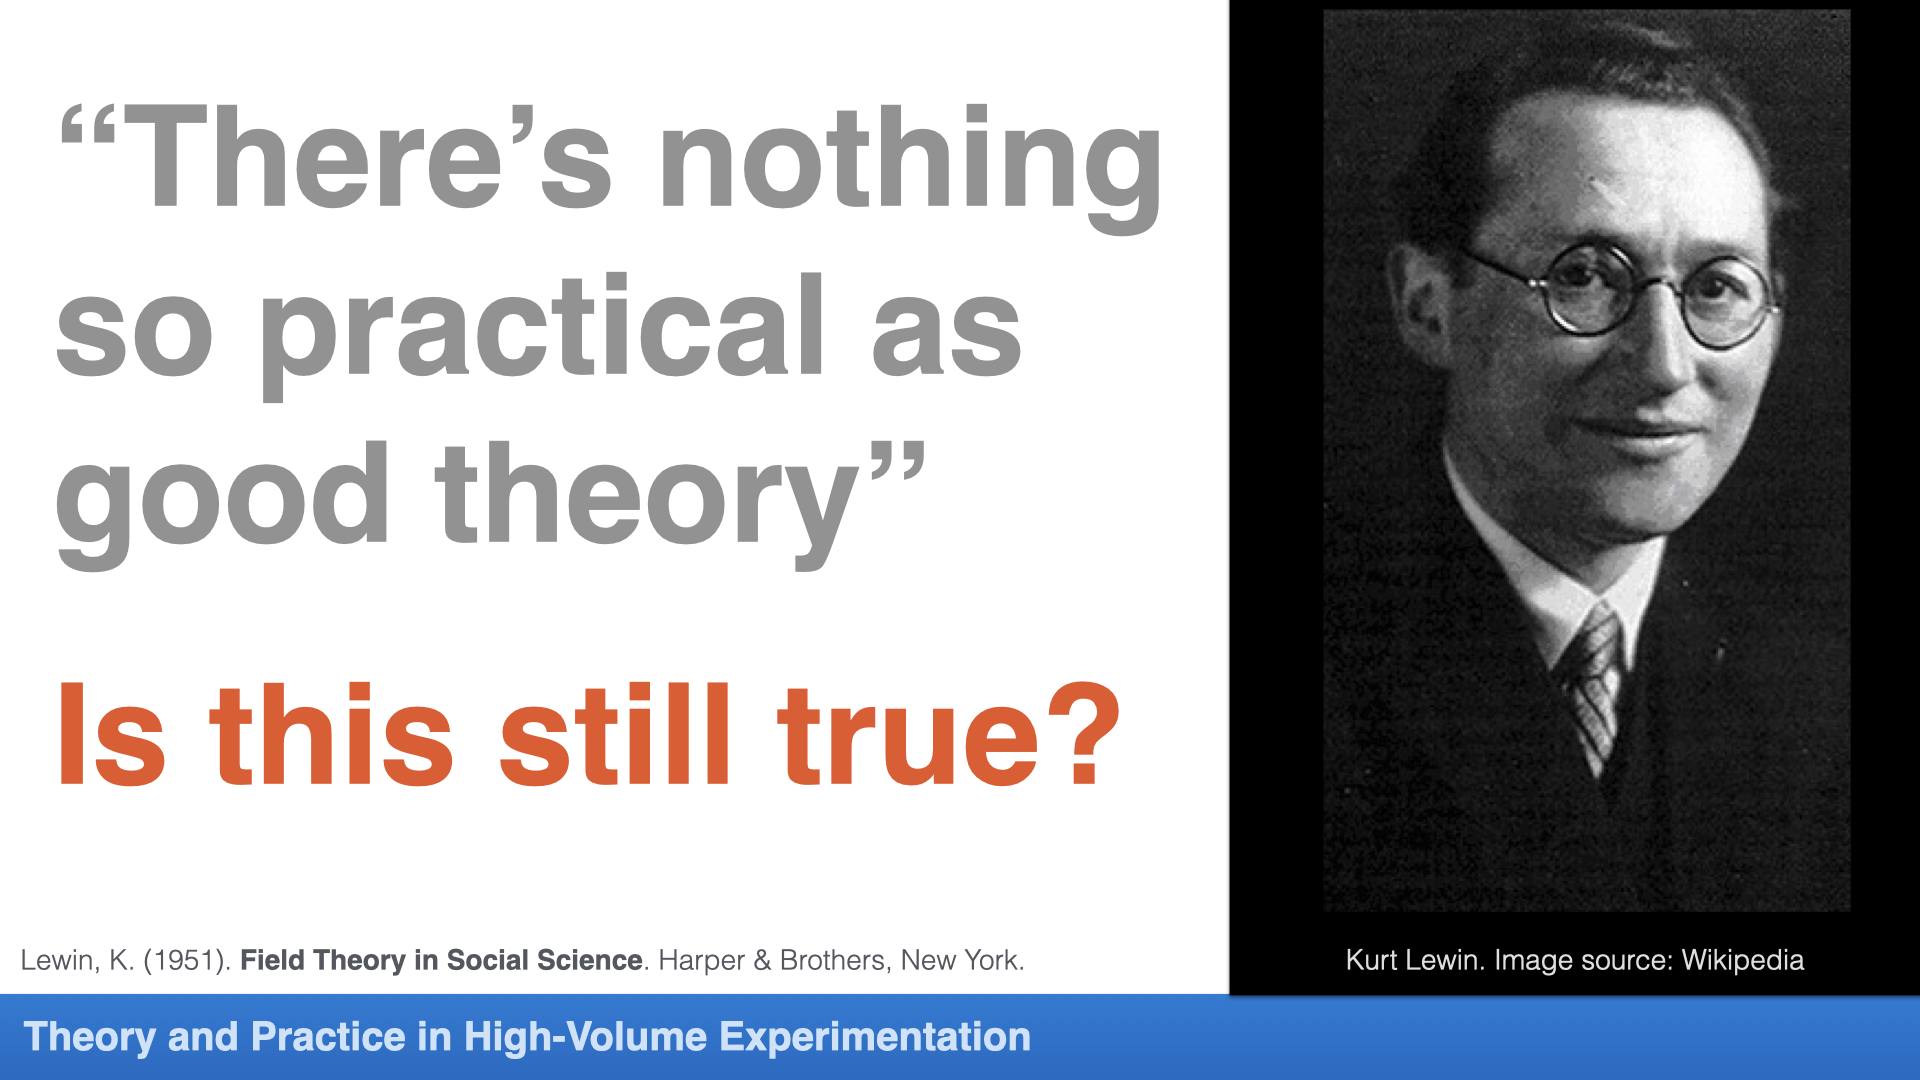 “There’s nothing
so practical as
good theory”
Is this still true?
Lewin, K. (1951). Field Theory in Social Science. Harper & Brothers, New York.
Kurt Lewin. Image source: Wikipedia
Theory and Practice in High-Volume Experimentation